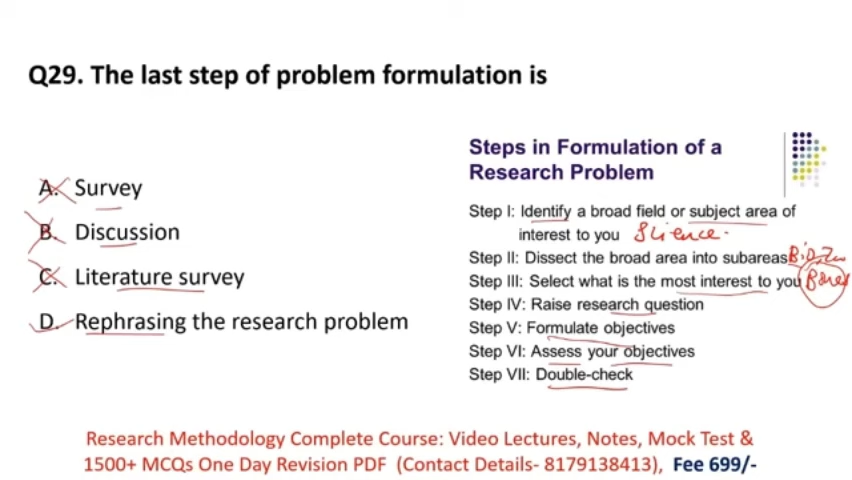 Q29. The last step of problem formulation is
A. Survey
B. Discussion
C. Literature survey
D. Rephrasing the research problem
Steps in Formulation of a
Research Problem
Step I: Identify a broad field or subject area of
interest to you Science.
Step II: Dissect the broad area into subareas
Step III: Select what is the most interest to you
Step IV: Raise research question
Step V: Formulate objectives
Step VI: Assess your objectives
Step VII: Double-check
Research Methodology Complete Course: Video Lectures, Notes, Mock Test &
1500+ MCQs One Day Revision PDF (Contact Details- 8179138413), Fee 699/-